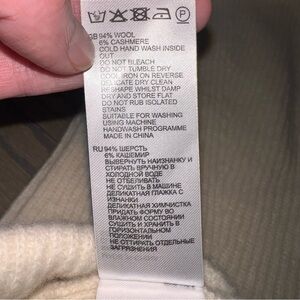 P
GB 94% WOOL
6% CASHMERE
COLD HAND WASH INSIDE
OUT
DO NOT BLEACH
DO NOT TUMBLE DRY
COOL IRON ON REVERSE
DELICATE DRY CLEAN
RESHAPE WHILST DAMP
DRY AND STORE FLAT
DO NOT RUB ISOLATED
STAINS
SUITABLE FOR WASHING
USING MACHINE
HANDWASH PROGRAMME
MADE IN CHINA
RU 94% ШЕРСТЬ
6% КАШЕМИР
ВЫВЕРНУТЬ НАИЗНАНКУ И
СТИРАТЬ ВРУЧНУЮ В
ХОЛОДНОЙ ВОДЕ
НЕ ОТБЕЛИВАТЬ
НЕ СУШИТЬ В МАШИНЕ
ДЕЛИКАТНАЯ ГЛАЖКА С
ИЗНАНКИ
ДЕЛИКАТНАЯ ХИМЧИСТКА
ПРИДАТЬ ФОРМУ ВО
ВЛАЖНОМ СОСТОЯНИИ
СУШИТЬ И ХРАНИТЬ В
ГОРИЗОНТАЛЬНОМ
ПОЛОЖЕНИИ
НЕ ОТТИРАТЬ ОТДЕЛЬНЫЕ
ЗАГРЯЗНЕНИЯ